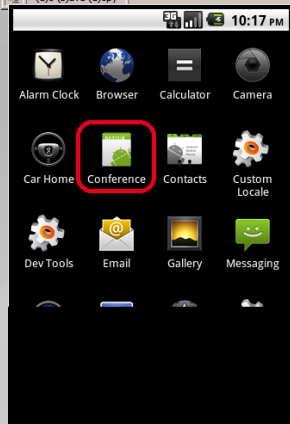 3G 10:17 PM
Alarm Clock Browser Calculator Camera
Car Home Conference Contacts Custom
Locale
Dev Tools Email Gallery Messaging